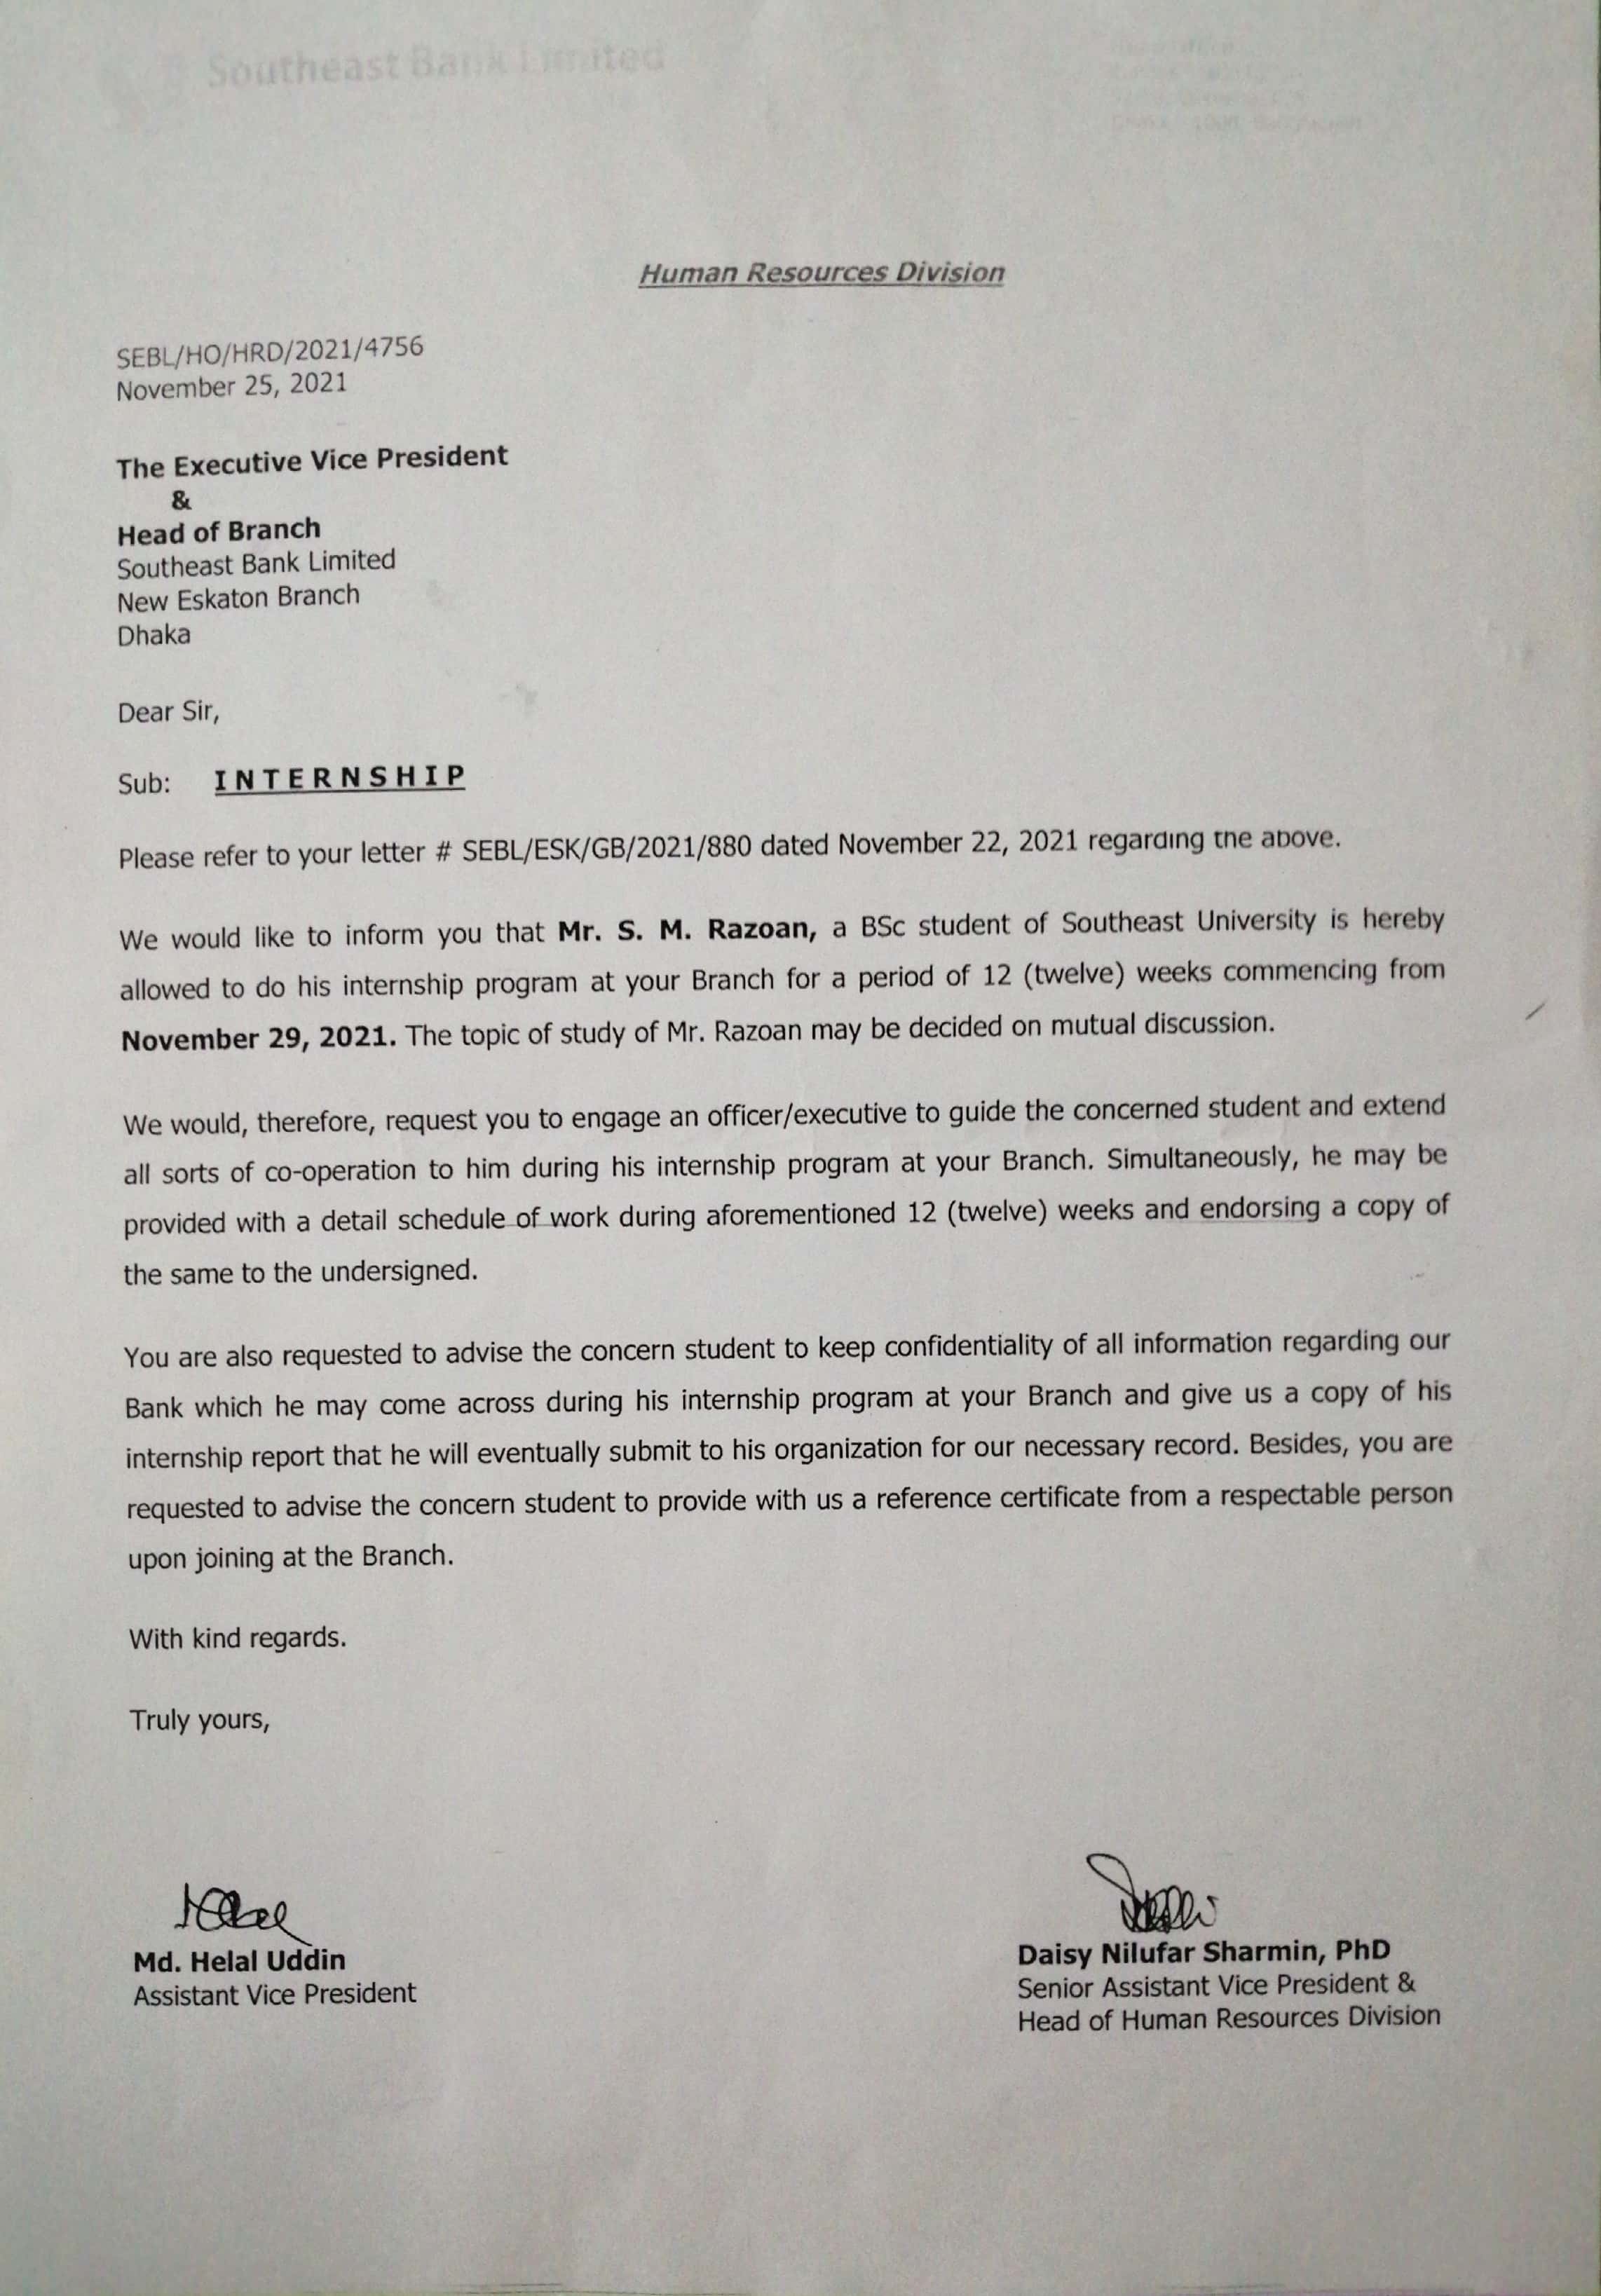 Southeast Bank Limited
Human Resources Division
SEBL/HO/HRD/2021/4756
November 25, 2021
The Executive Vice President
&
Head of Branch
Southeast Bank Limited
New Eskaton Branch
Dhaka
Dear Sir,
Sub: INTERNSHIP
Please refer to your letter # SEBL/ESK/GB/2021/880 dated November 22, 2021 regarding the above.
We would like to inform you that Mr. S. M. Razoan, a BSc student of Southeast University is hereby
allowed to do his internship program at your Branch for a period of 12 (twelve) weeks commencing from
November 29, 2021. The topic of study of Mr. Razoan may be decided on mutual discussion.
We would, therefore, request you to engage an officer/executive to guide the concerned student and extend
all sorts of co-operation to him during his internship program at your Branch. Simultaneously, he may be
provided with a detail schedule of work during aforementioned 12 (twelve) weeks and endorsing a copy of
the same to the undersigned.
You are also requested to advise the concern student to keep confidentiality of all information regarding our
Bank which he may come across during his internship program at your Branch and give us a copy of his
internship report that he will eventually submit to his organization for our necessary record. Besides, you are
requested to advise the concern student to provide with us a reference certificate from a respectable person
upon joining at the Branch.
With kind regards.
Truly yours,
Md. Helal Uddin
Assistant Vice President
Daisy Nilufar Sharmin, PhD
Senior Assistant Vice President &
Head of Human Resources Division